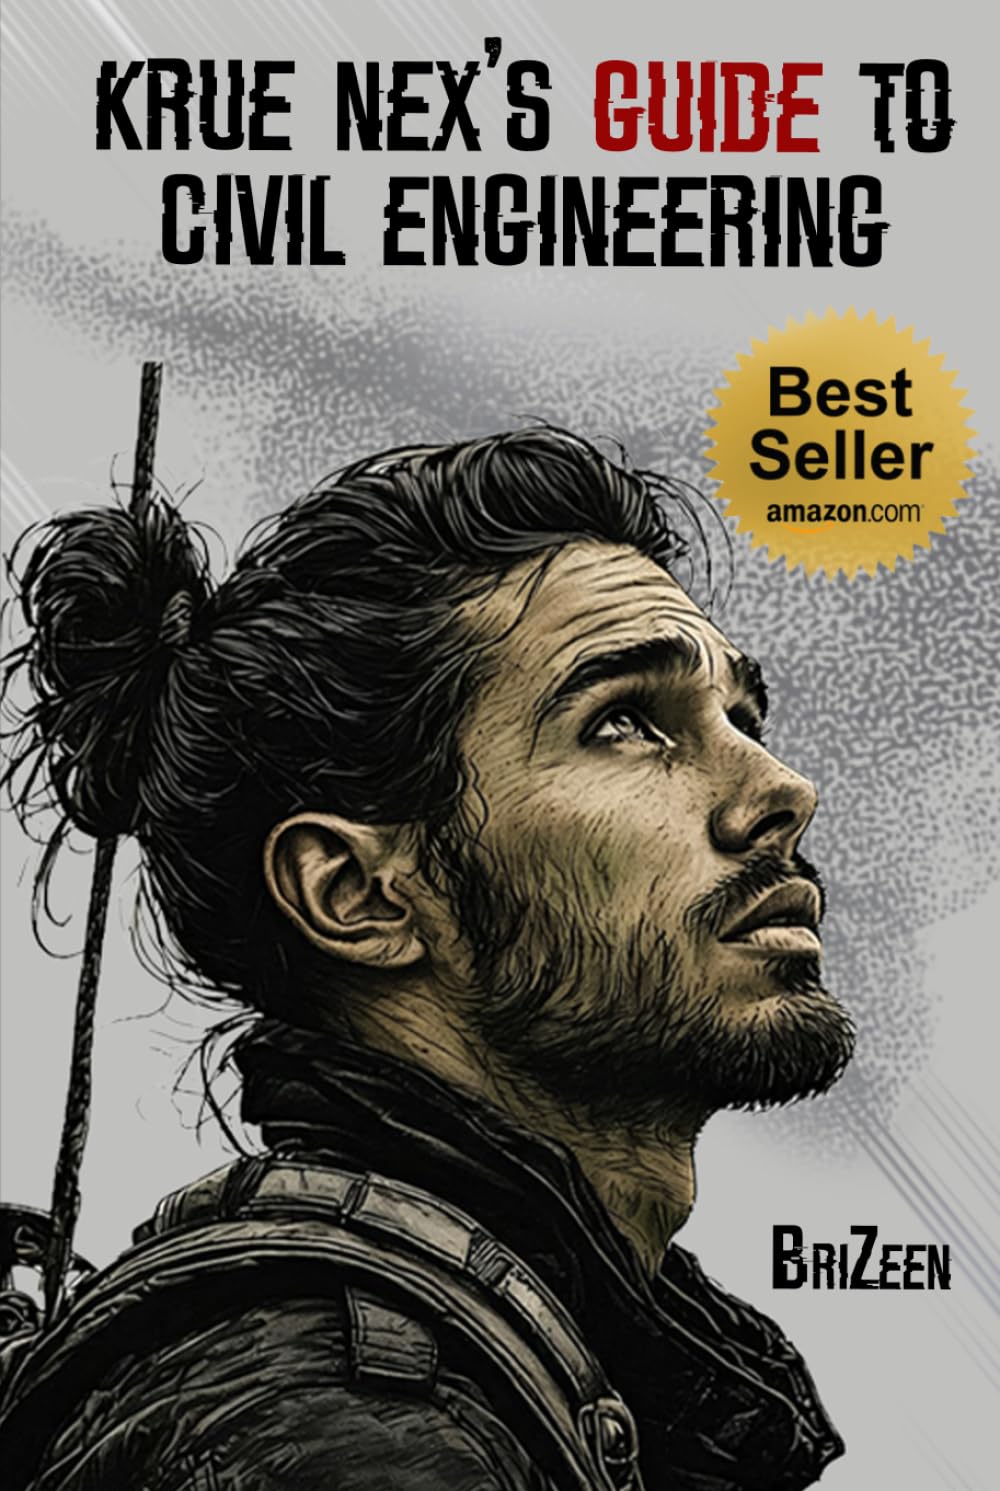 KRUE NEX'S GUIDE TO
CIVIL ENGINEERING
Best
Seller
amazon.com
BRIZEEN